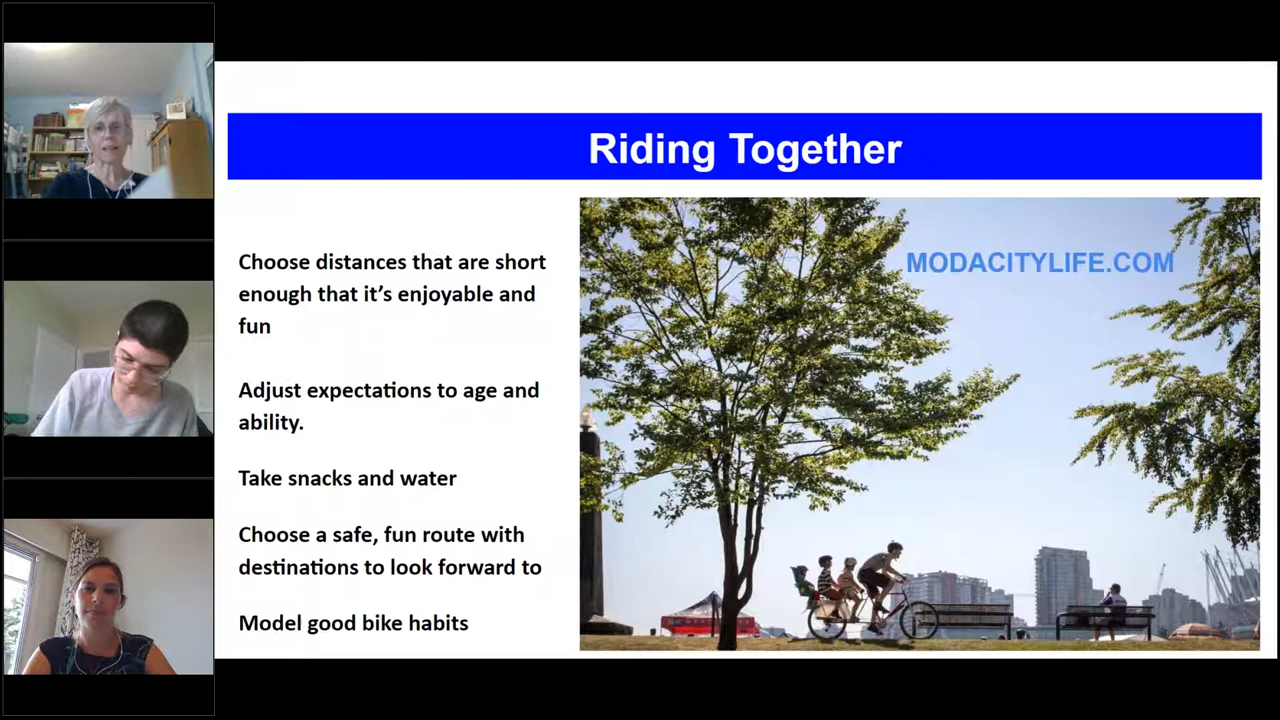 Riding Together
Choose distances that are short
enough that it’s enjoyable and
fun
Adjust expectations to age and
ability.
Take snacks and water
Choose a safe, fun route with
destinations to look forward to
Model good bike habits
MODACITYLIFE.COM